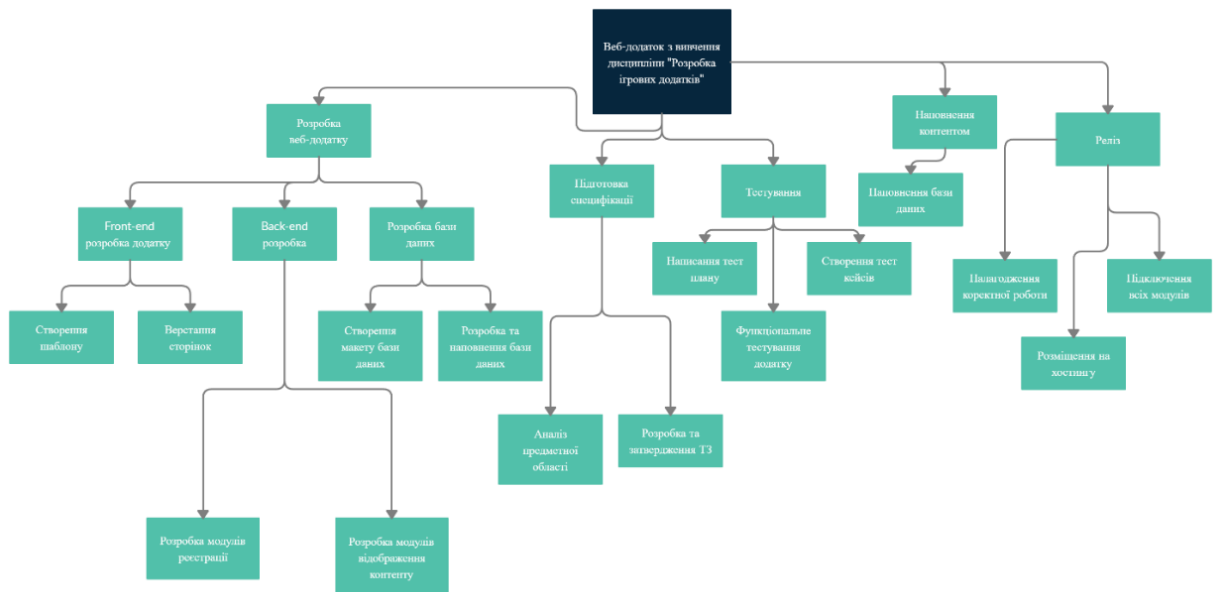 Веб-додаток з вивчення
дисципліни "Розробка
ігрових додатків"
Розробка
веб-додатку
Наповнення
контентом
Реліз
Підготовка
специфікації
Тестування
Наповнення бази
даних
Front-end
розробка додатку
Back-end
розробка
Розробка бази
даних
Написання тест
плану
Створення тест
кейсів
Налагодження
коректної роботи
Підключення
всіх модулів
Створення
шаблону
Верстання
сторінок
Створення
макету бази
даних
Розробка та
наповнення бази
даних
Функціональне
тестування
додатку
Розміщення на
хостингу
Аналіз
предметної
області
Розробка та
затвердження ТЗ
Розробка модулів
реєстрації
Розробка модулів
відображення
контенту